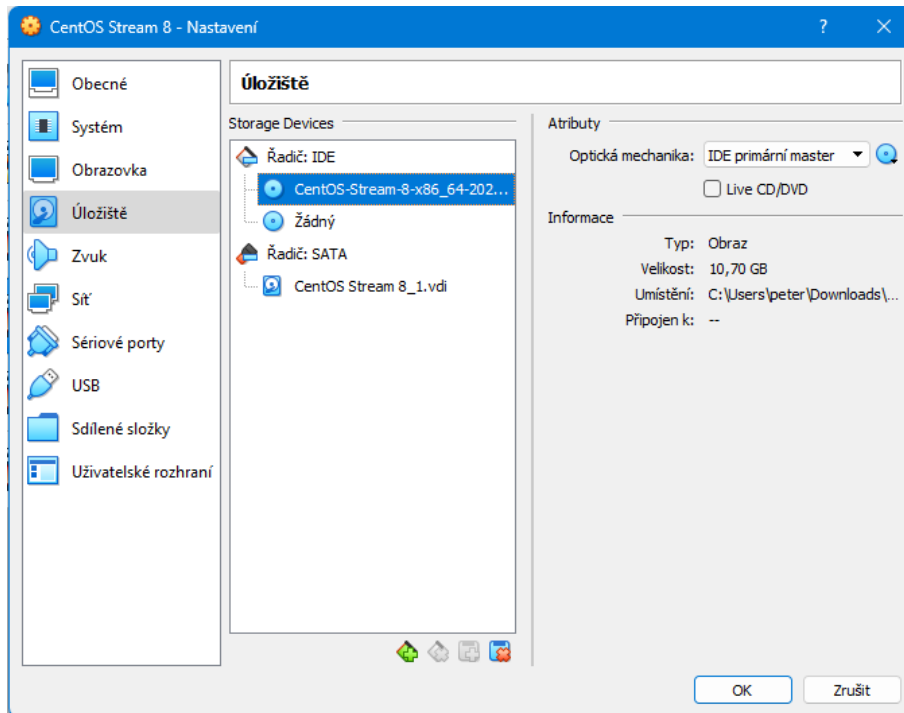 CentOS Stream 8 - Nastavení
?
Obecné
Systém
Obrazovka
Úložiště
Zvuk
Síť
Sériové porty
USB
Sdílené složky
Uživatelské rozhraní
Úložiště
Storage Devices
Řadič: IDE
CentOS-Stream-8-x86_64-202...
Žádný
Řadič: SATA
CentOS Stream 8_1.vdi
Atributy
Optická mechanika: IDE primární master
Live CD/DVD
Informace
Typ: Obraz
Velikost: 10,70 GB
Umístění: C:\Users\peter\Downloads\...
Připojen k: --
OK
Zrušit